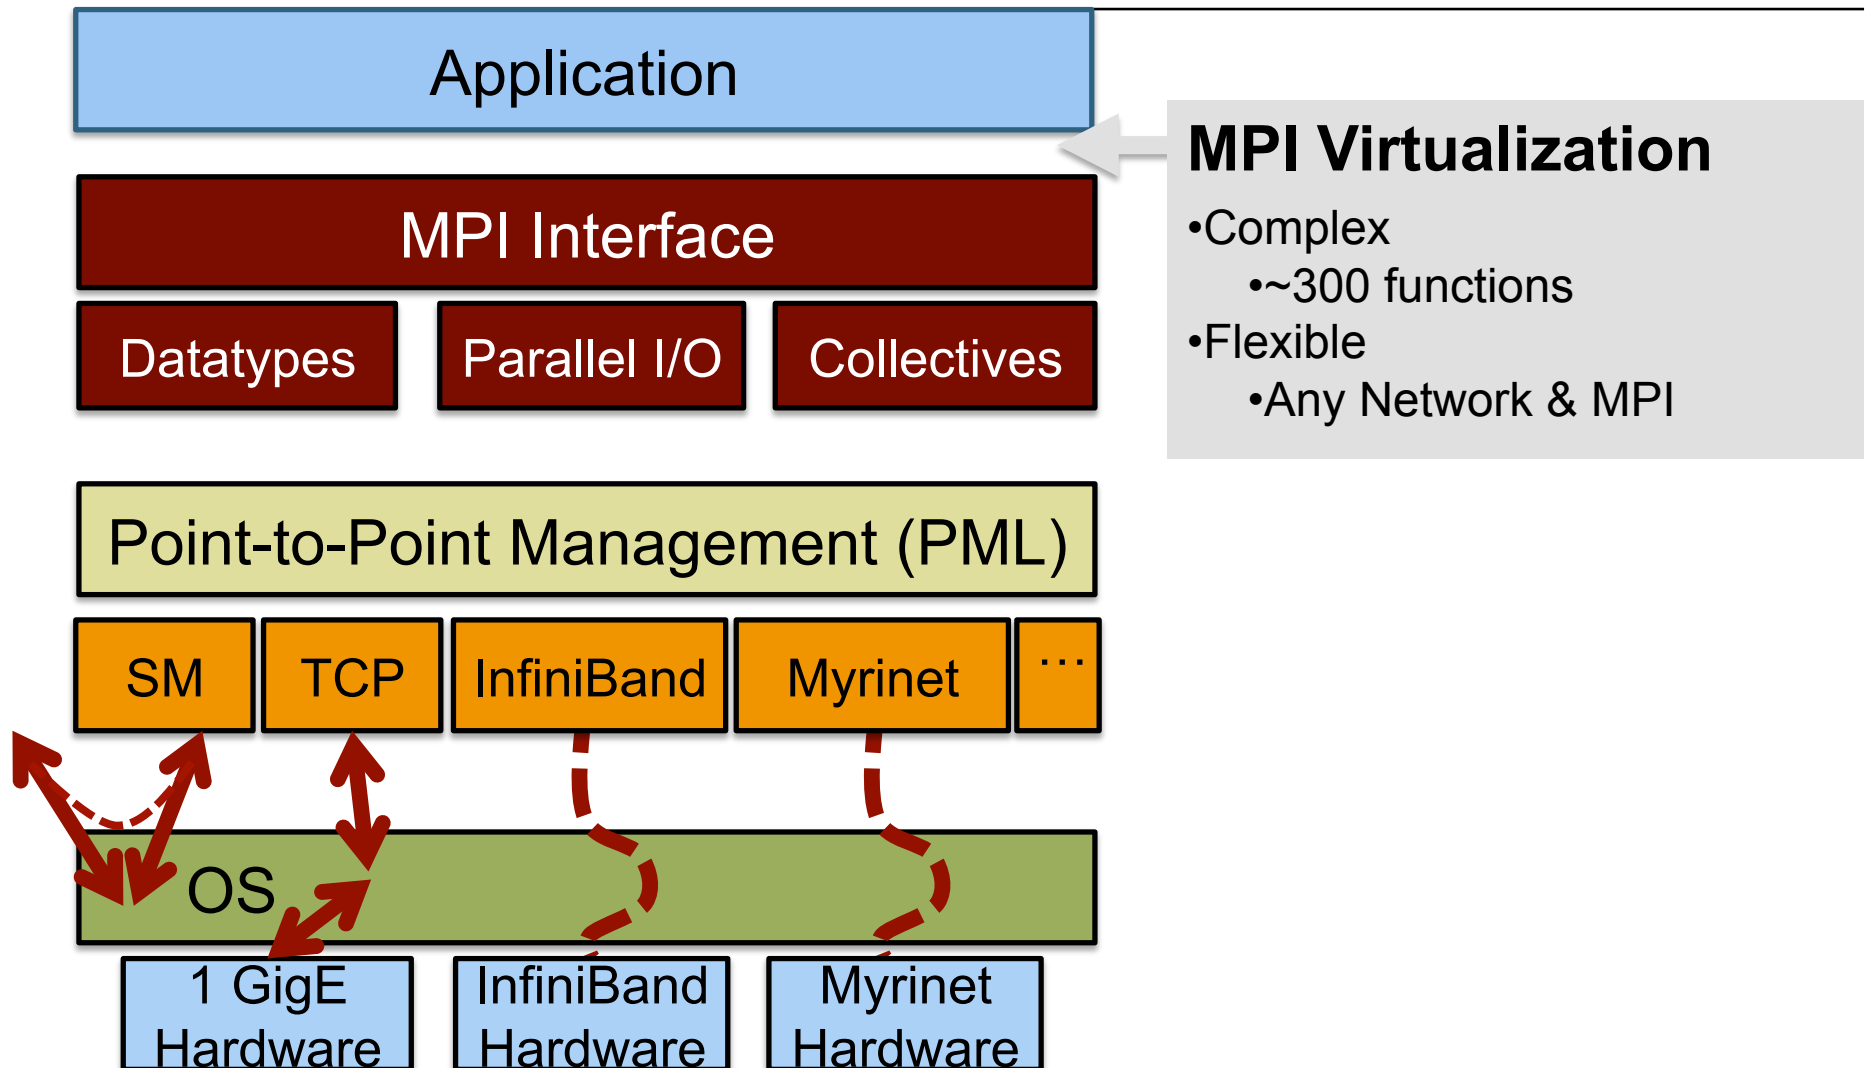 Application
MPI Virtualization
•Complex
•~300 functions
•Flexible
•Any Network & MPI
MPI Interface
Datatypes
Parallel I/O
Collectives
Point-to-Point Management (PML)
SM
TCP
InfiniBand
Myrinet
...
OS
1 GigE
Hardware
InfiniBand
Hardware
Myrinet
Hardware